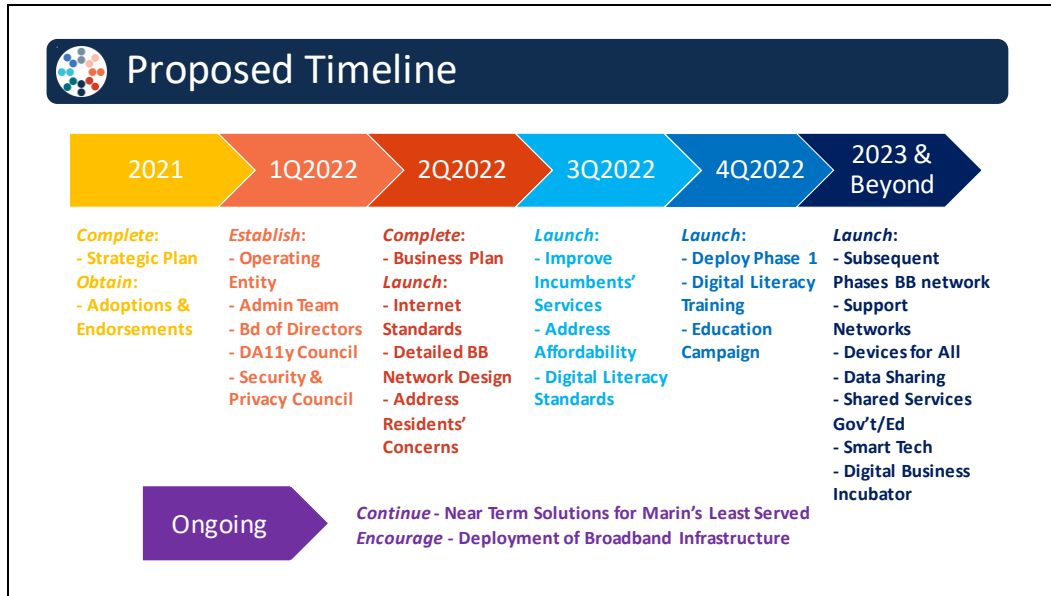 Proposed Timeline
2021
1Q2022
2Q2022
3Q2022
4Q2022
2023 &
Beyond
Complete:
- Strategic Plan
Obtain:
- Adoptions &
Endorsements
Establish:
- Operating
Entity
- Admin Team
- Bd of Directors
- DA11y Council
- Security &
Privacy Council
Complete:
- Business Plan
Launch:
- Internet
Standards
- Detailed BB
Network Design
- Address
Residents’
Concerns
Launch:
- Improve
Incumbents’
Services
- Address
Affordability
- Digital Literacy
Standards
Launch:
- Deploy Phase 1
- Digital Literacy
Training
- Education
Campaign
Launch:
- Subsequent
Phases BB network
- Support
Networks
- Devices for All
- Data Sharing
- Shared Services
Gov’t/Ed
- Smart Tech
- Digital Business
Incubator
Ongoing
Continue - Near Term Solutions for Marin’s Least Served
Encourage - Deployment of Broadband Infrastructure